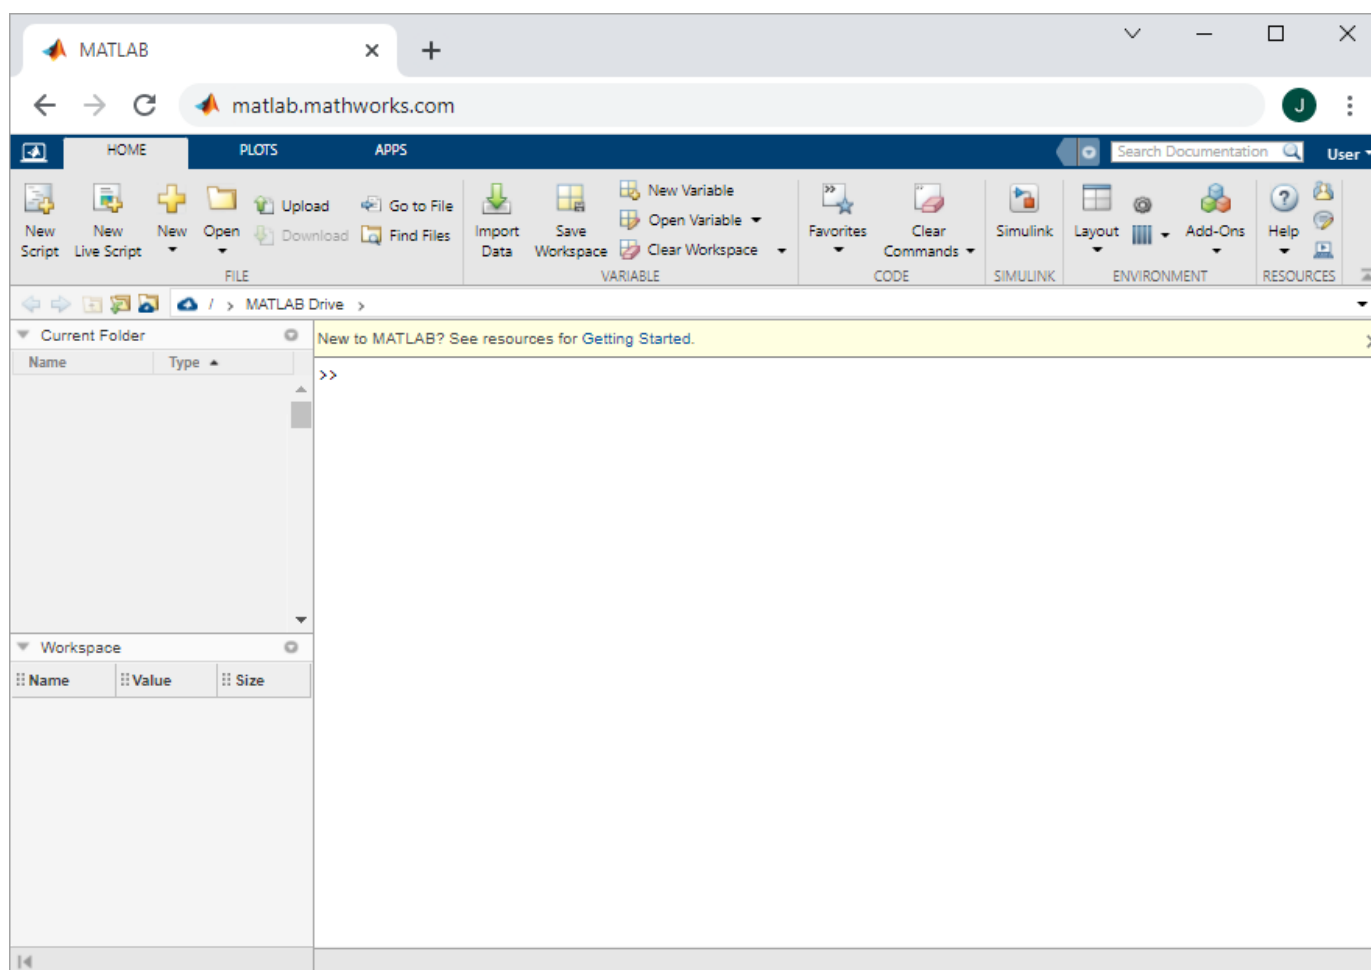 MATLAB
matlab.mathworks.com
J
HOME PLOTS APPS
Search Documentation
User
New Script
New Live Script
New
Open
Upload
Download
Go to File
Find Files
FILE
Import Data
Save Workspace
New Variable
Open Variable
Clear Workspace
VARIABLE
Favorites
Clear Commands
CODE
Simulink
SIMULINK
Layout
Add-Ons
ENVIRONMENT
Help
RESOURCES
/ > MATLAB Drive >
Current Folder
Name Type
New to MATLAB? See resources for Getting Started.
>>
Workspace
Name Value Size